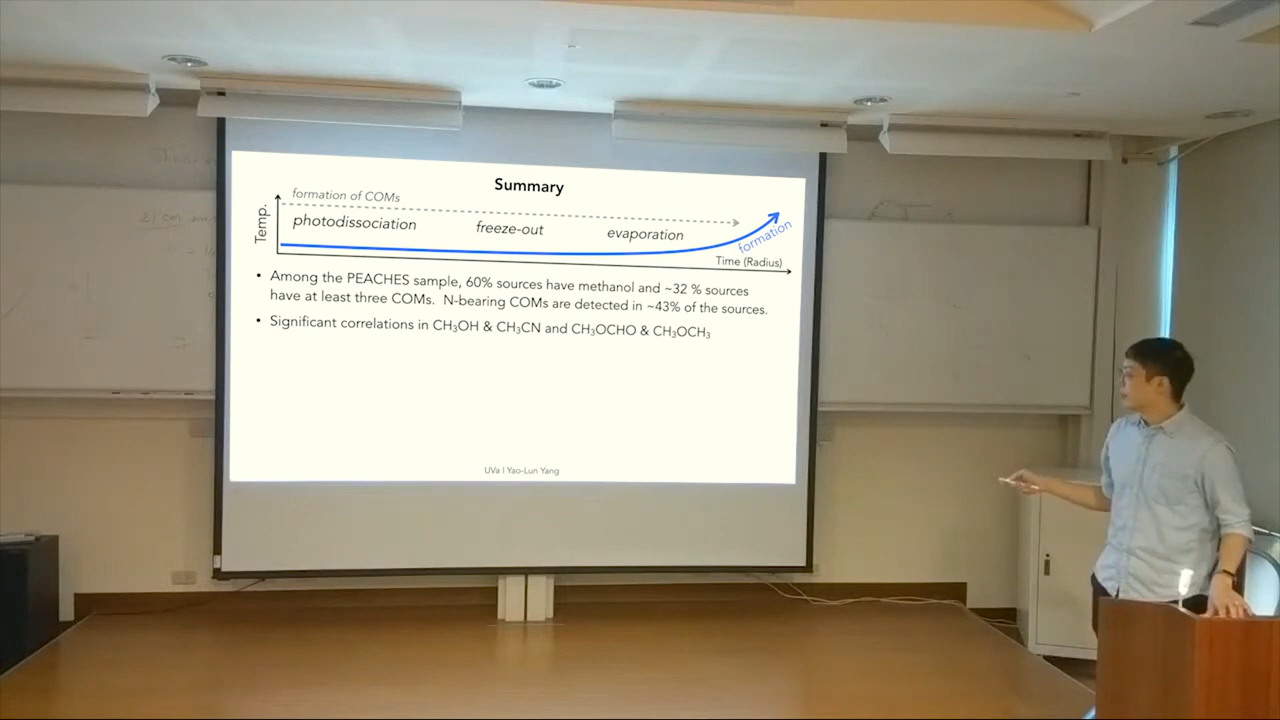 Summary
formation of COMs
Temp.
photodissociation
freeze-out
evaporation
formation
Time (Radius)
• Among the PEACHES sample, 60% sources have methanol and ~32 % sources
have at least three COMs. N-bearing COMs are detected in ~43% of the sources.
• Significant correlations in CH₃OH & CH₃CN and CH₃OCHO & CH₃OCH₃
UVa | Yao-Lun Yang
21 cm